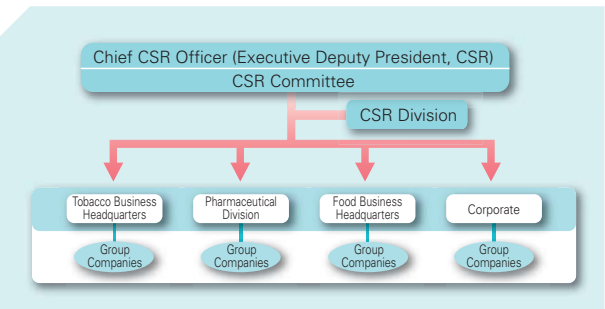 Chief CSR Officer (Executive Deputy President, CSR)
CSR Committee
CSR Division
Tobacco Business
Headquarters
Pharmaceutical
Division
Food Business
Headquarters
Corporate
Group
Companies
Group
Companies
Group
Companies
Group
Companies